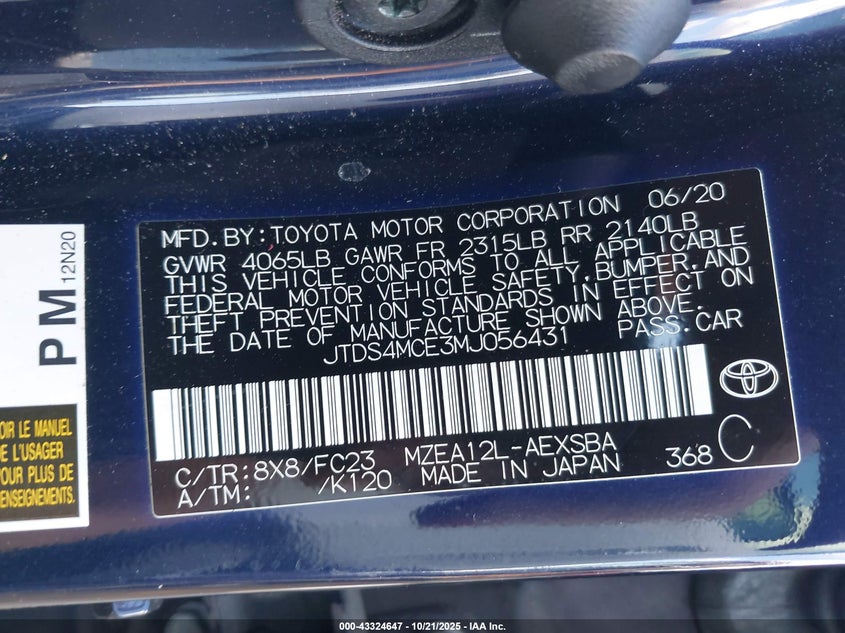 MFD.BY:TOYOTA MOTOR CORPORATION 06/20
GVWR 4065LB GAWR FR 2315LB RR 2140LB
THIS VEHICLE CONFORMS TO ALL APPLICABLE
FEDERAL MOTOR VEHICLE SAFETY,BUMPER,AND
THEFT PREVENTION STANDARDS IN EFFECT ON
THE DATE OF MANUFACTURE SHOWN ABOVE.
JTDS4MCE3MJ056431 PASS.CAR
C/TR:8X8/FC23 MZEA12L-AEXSBA
A/TM: /K120 MADE IN JAPAN 368 C
PM
12N20
OIR LE MANUEL
DE L'USAGER
POUR PLUS DE
RENSEIGNEMENTS.
000-43324647 - 10/21/2025 - IAA Inc.